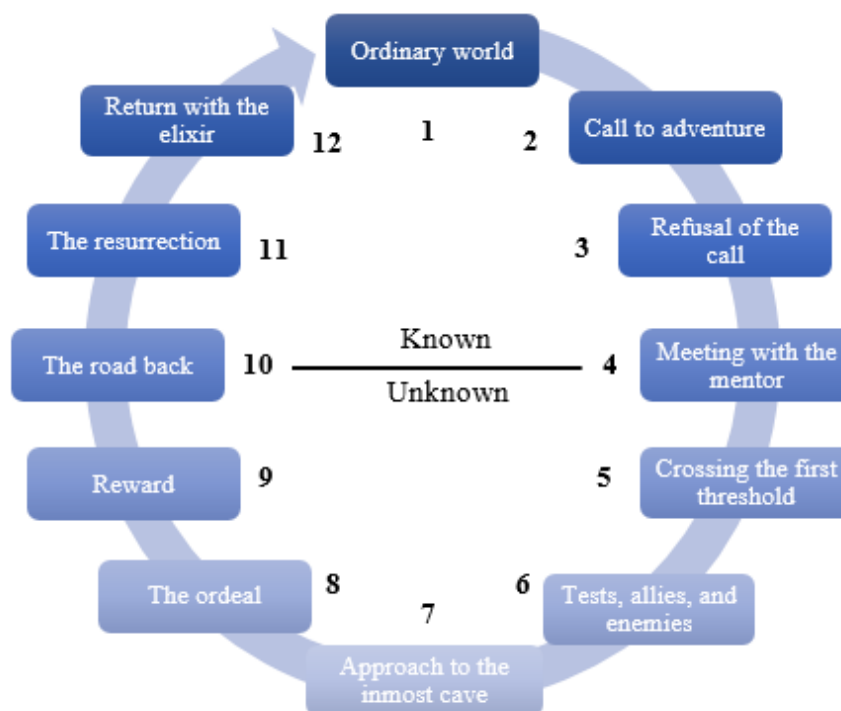 Ordinary world
1
2
Call to adventure
3
Refusal of the
call
4
Meeting with the
mentor
5
Crossing the first
threshold
6
Tests, allies, and
enemies
7
Approach to the
inmost cave
8
The ordeal
9
Reward
10
The road back
11
The resurrection
12
Return with the
elixir
Known
Unknown